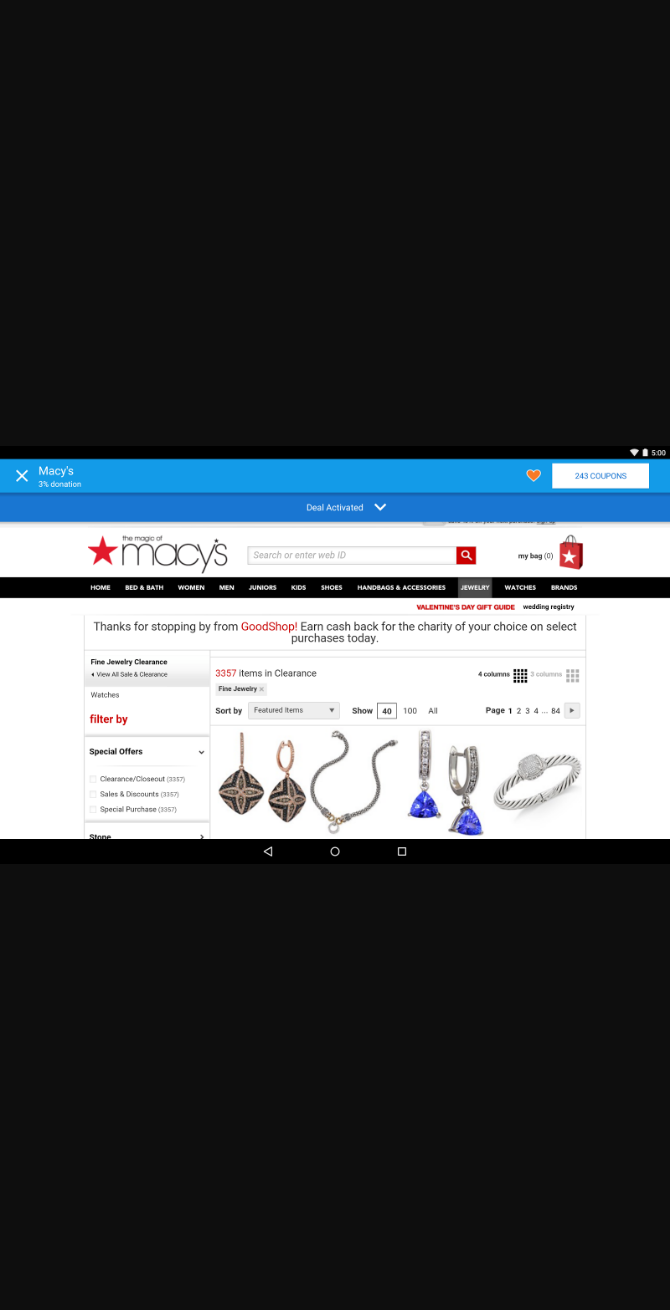 5:00
Macy's
3% donation
243 COUPONS
Deal Activated
the magic of
macy's
Search or enter web ID
my bag (0)
HOME BED & BATH WOMEN MEN JUNIORS KIDS SHOES HANDBAGS & ACCESSORIES JEWELRY WATCHES BRANDS
VALENTINE'S DAY GIFT GUIDE wedding registry
Thanks for stopping by from GoodShop! Earn cash back for the charity of your choice on select
purchases today.
Fine Jewelry Clearance
View All Sale & Clearance
Watches
filter by
Special Offers
Clearance/Closeout (3357)
Sales & Discounts (3357)
Special Purchase (3357)
Stone
3357 items in Clearance
4 columns 3 columns
Fine Jewelry ×
Sort by Featured Items Show 40 100 All Page 1 2 3 4 ... 84